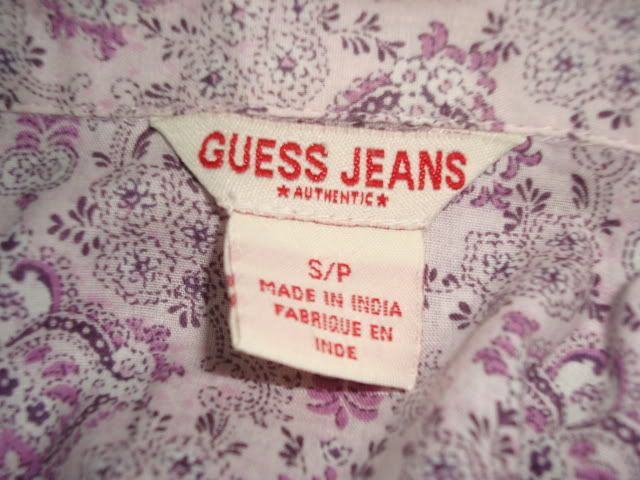 GUESS JEANS
★AUTHENTIC★
S/P
MADE IN INDIA
FABRIQUE EN
INDE